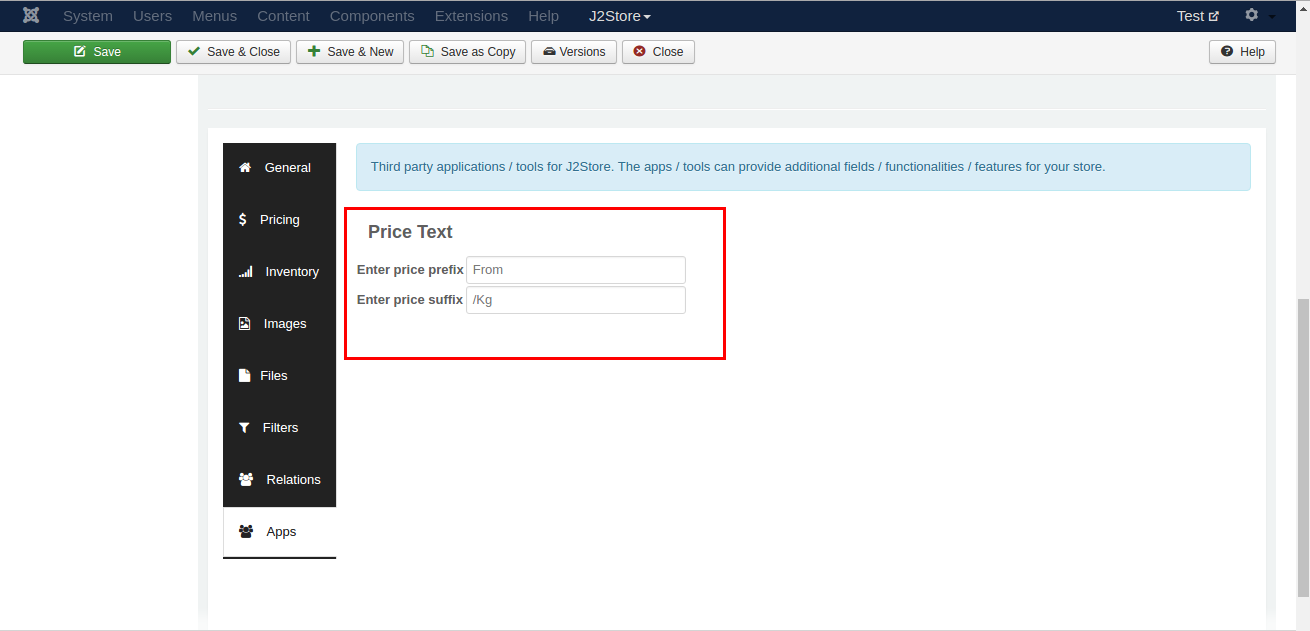 System Users Menus Content Components Extensions Help J2Store Test
Save Save & Close Save & New Save as Copy Versions Close Help
General
Pricing
Inventory
Images
Files
Filters
Relations
Apps
Third party applications / tools for J2Store. The apps / tools can provide additional fields / functionalities / features for your store.
Price Text
Enter price prefix From
Enter price suffix /Kg